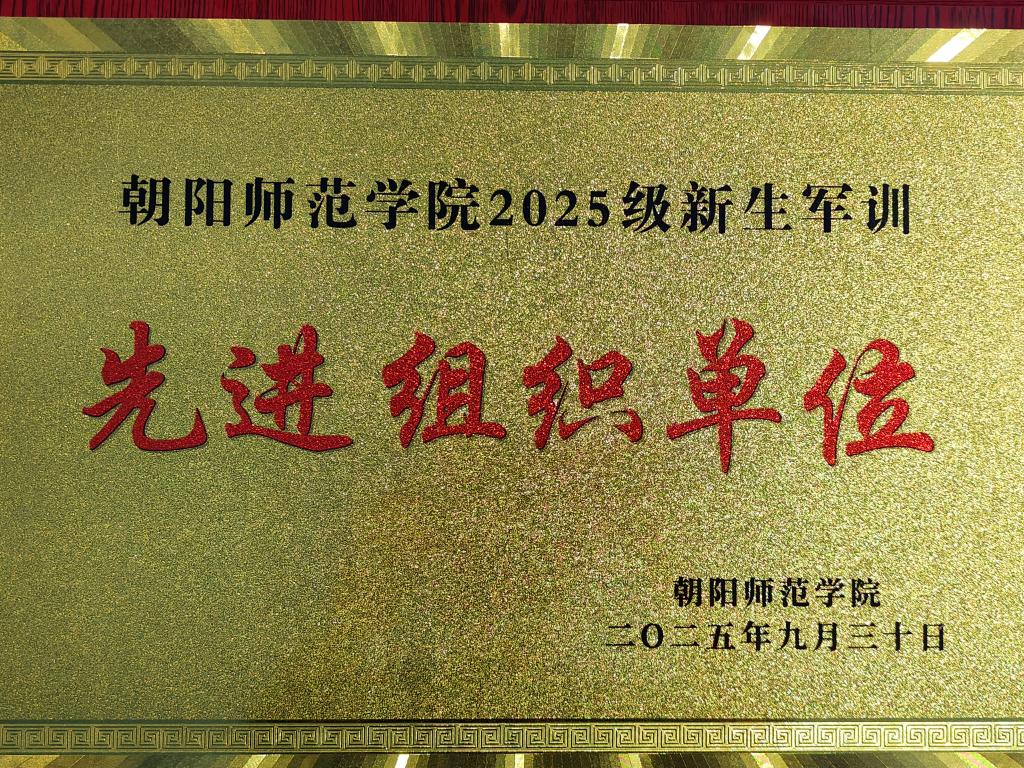 朝阳师范学院2025级新生军训
先进组织单位
朝阳师范学院
二〇二五年九月三十日